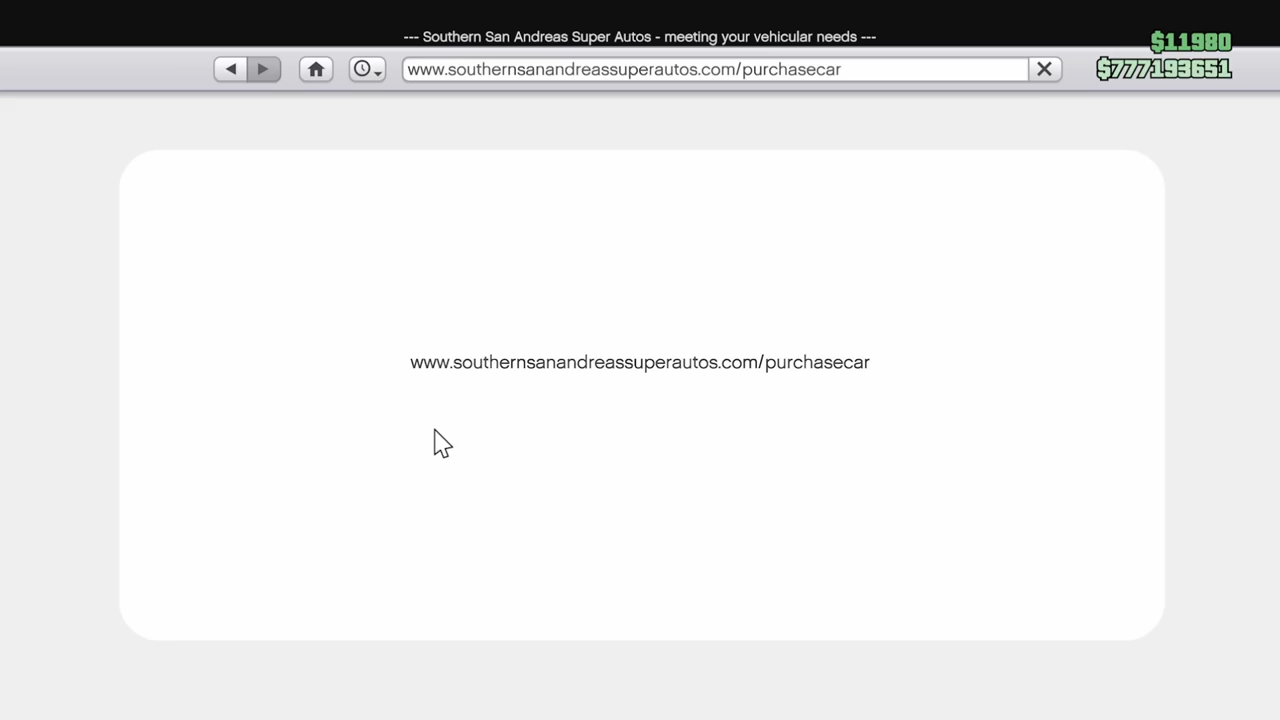 --- Southern San Andreas Super Autos - meeting your vehicular needs ---
$11980
www.southernsanandreassuperautos.com/purchasecar
$777193651
www.southernsanandreassuperautos.com/purchasecar